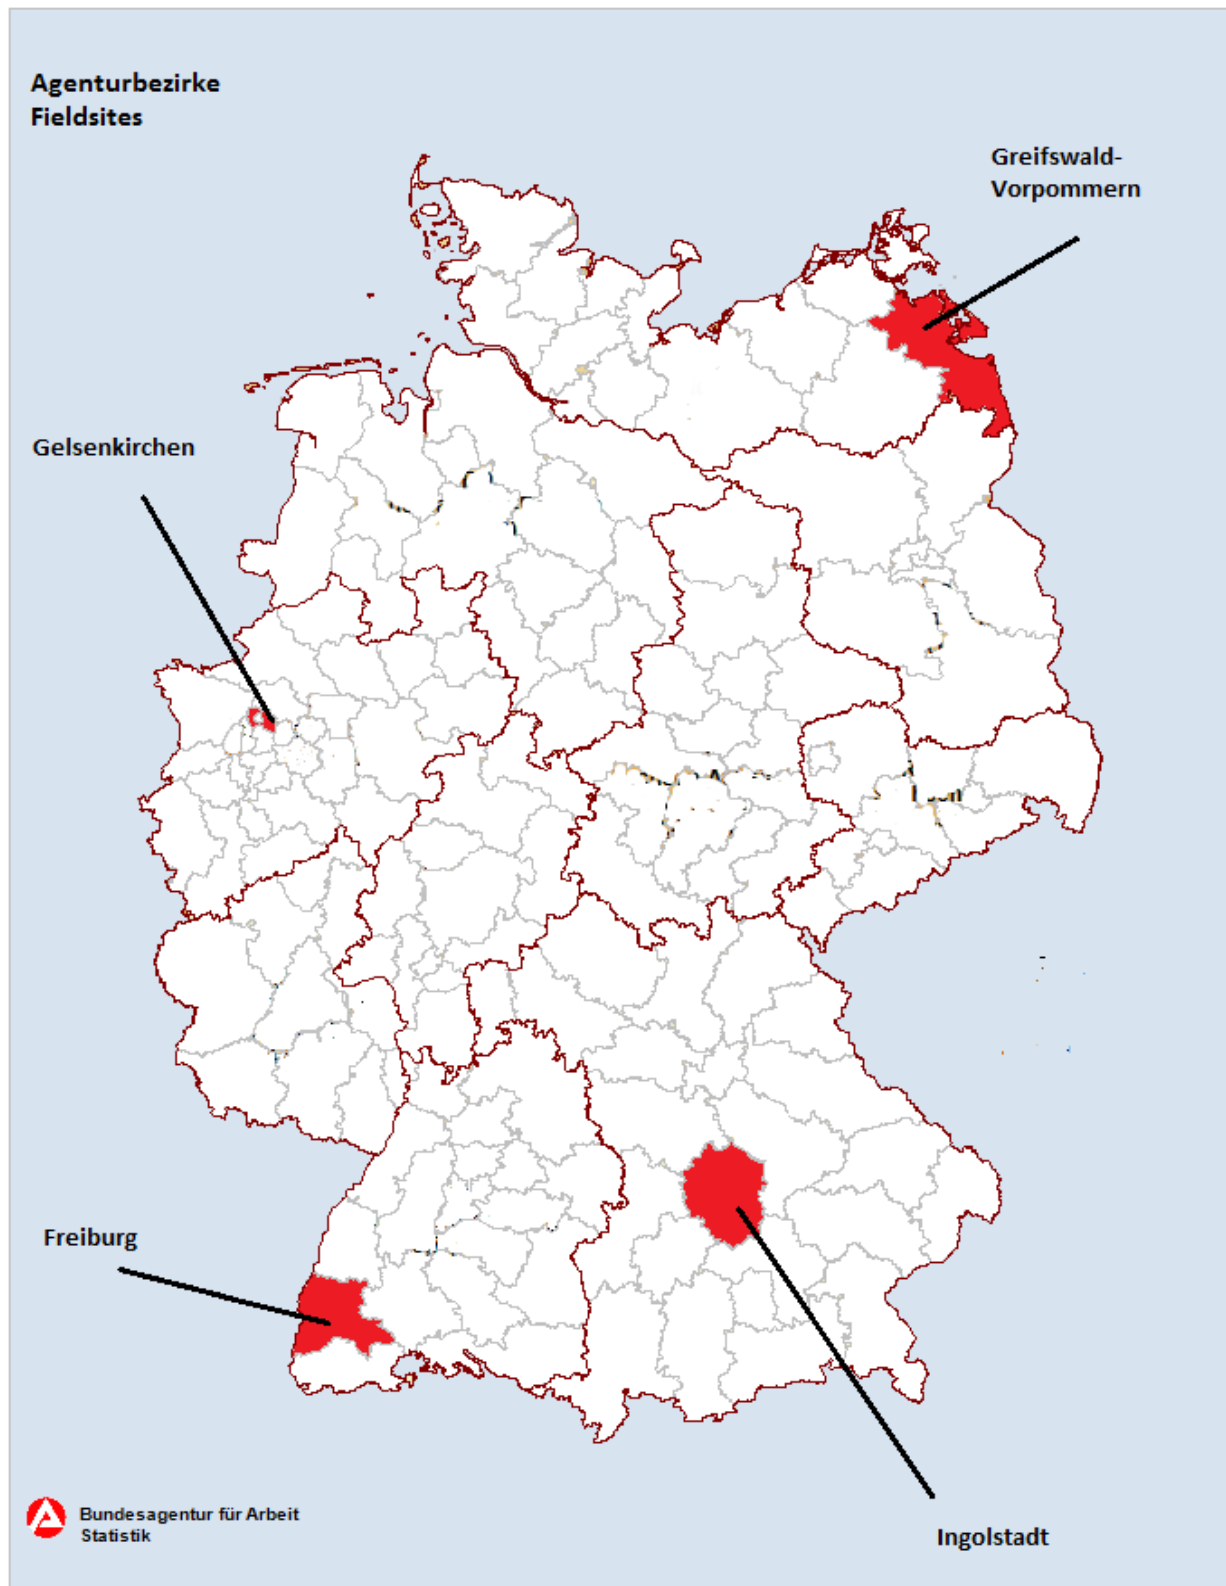 Agenturbezirke
Fieldsites
Greifswald-
Vorpommern
Gelsenkirchen
Freiburg
Ingolstadt
Bundesagentur für Arbeit
Statistik